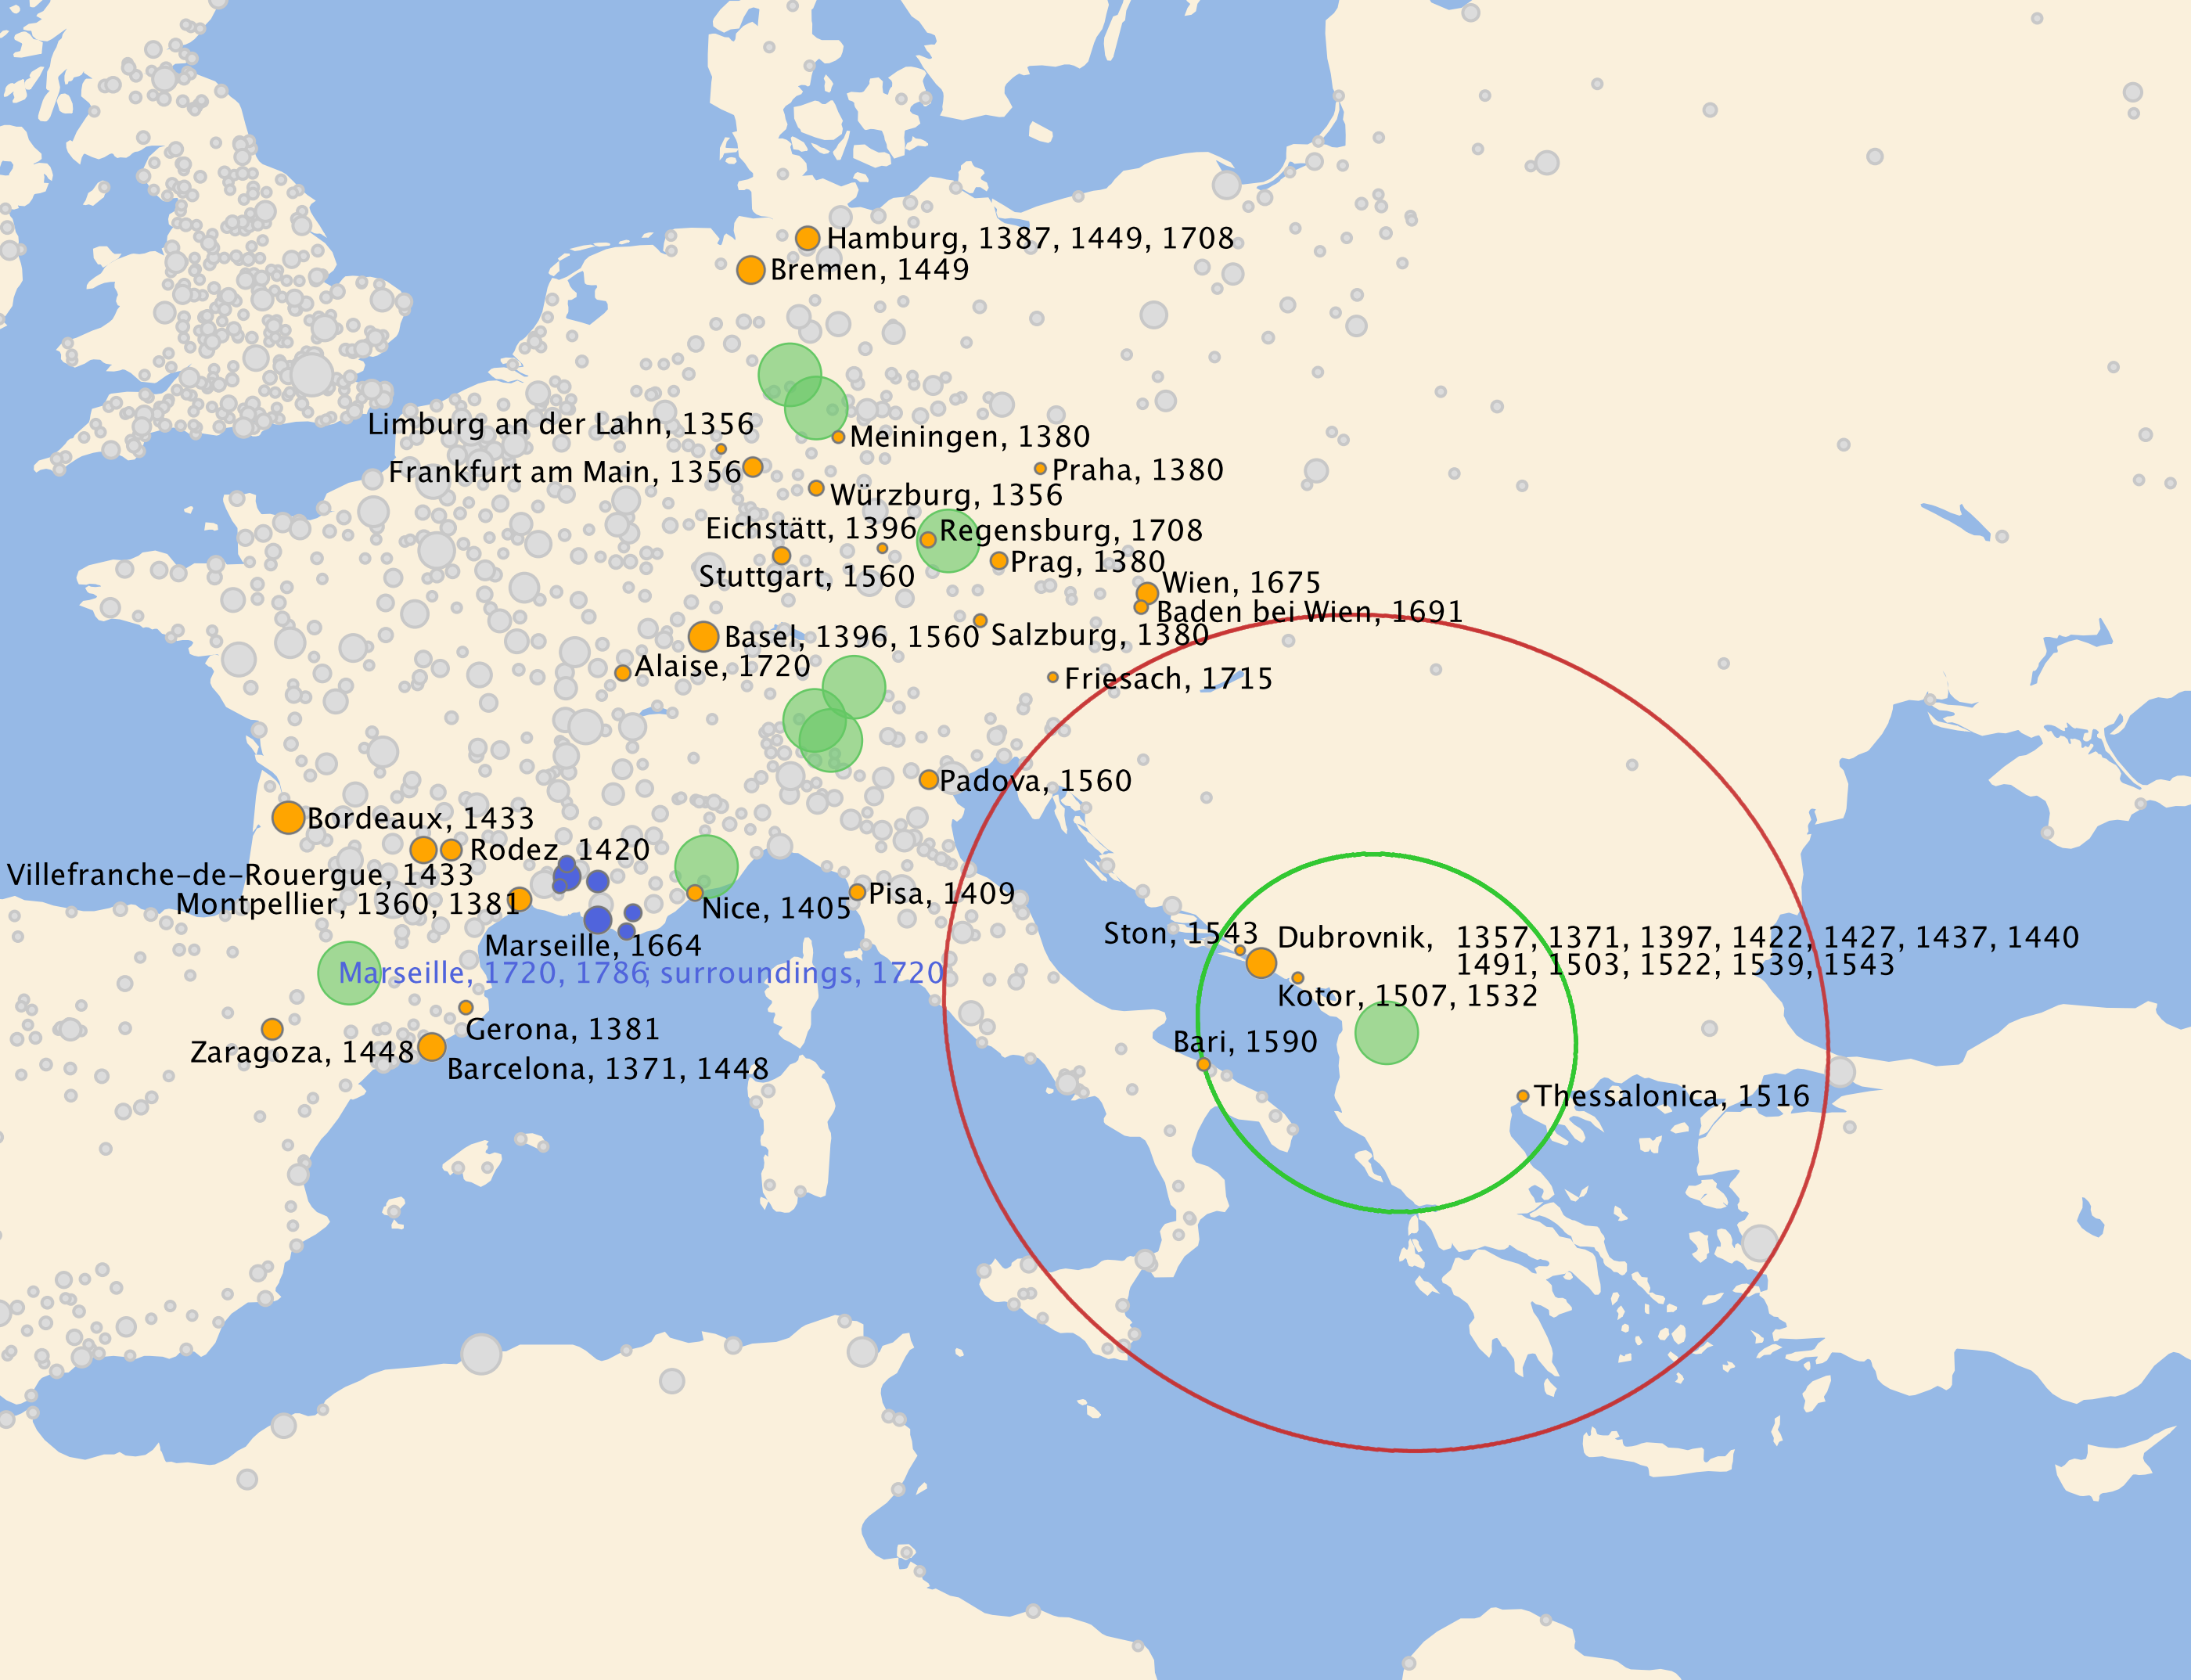 Hamburg, 1387, 1449, 1708
Bremen, 1449
Limburg an der Lahn, 1356
Meiningen, 1380
Frankfurt am Main, 1356
Praha, 1380
Würzburg, 1356
Eichstätt, 1396
Regensburg, 1708
Prag, 1380
Stuttgart, 1560
Wien, 1675
Baden bei Wien, 1691
Basel, 1396, 1560
Salzburg, 1380
Alaise, 1720
Friesach, 1715
Padova, 1560
Bordeaux, 1433
Rodez, 1420
Villefranche-de-Rouergue, 1433
Pisa, 1409
Montpellier, 1360, 1381
Nice, 1405
Ston, 1543
Dubrovnik, 1357, 1371, 1397, 1422, 1427, 1437, 1440
1491, 1503, 1522, 1539, 1543
Marseille, 1664
Marseille, 1720, 1786; surroundings, 1720
Kotor, 1507, 1532
Gerona, 1381
Bari, 1590
Zaragoza, 1448
Barcelona, 1371, 1448
Thessalonica, 1516